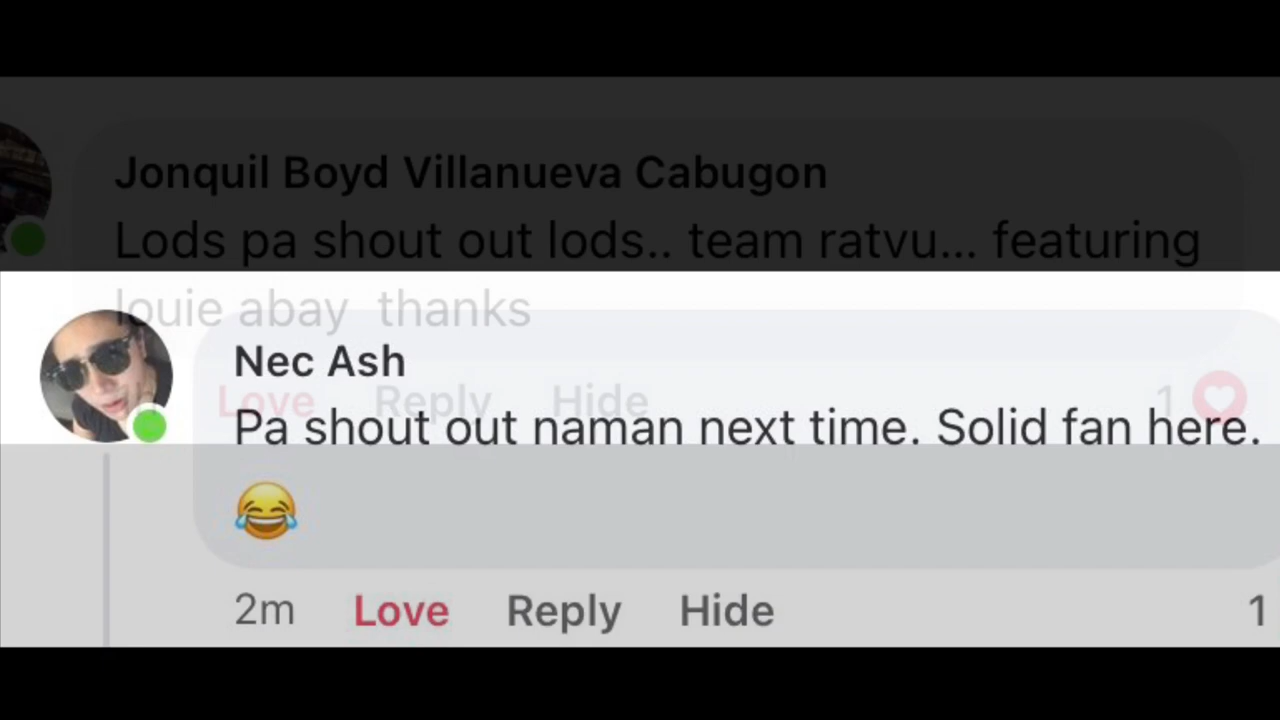 Jonquil Boyd Villanueva Cabugon
Lods pa shout out lods.. team ratvu... featuring
louie abay thanks
Nec Ash
Love Reply Hide 1
Pa shout out naman next time. Solid fan here.
😂
2m Love Reply Hide 1